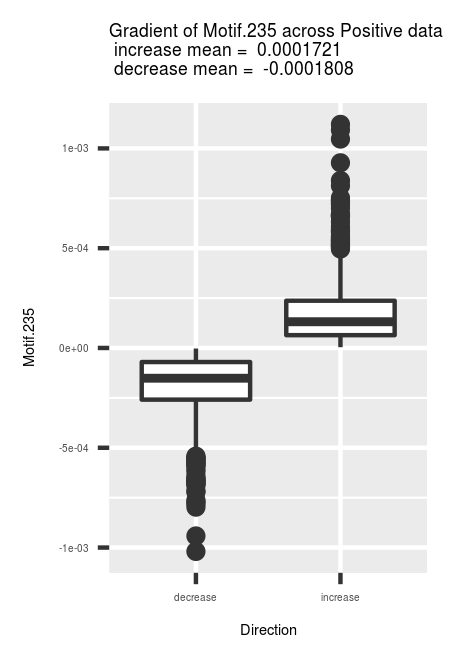 Gradient of Motif.235 across Positive data
increase mean =  0.0001721
decrease mean =  -0.0001808
1e-03
5e-04
0e+00
-5e-04
-1e-03
Motif.235
decrease
increase
Direction